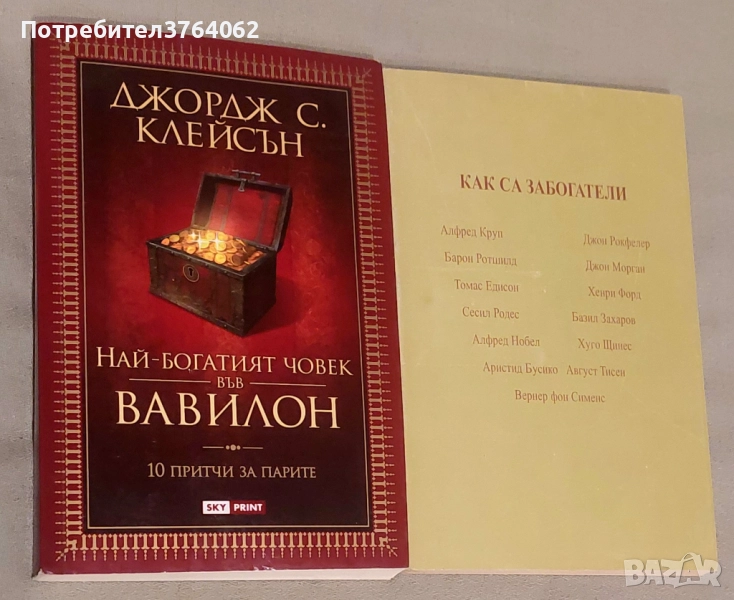 Потребител3764062
ДЖОРДЖ С.
КЛЕЙСЪН
НАЙ-БОГАТИЯТ ЧОВЕК
ВЪВ
ВАВИЛОН
10 ПРИТЧИ ЗА ПАРИТЕ
SKY PRINT
КАК СА ЗАБОГАТЕЛИ
Алфред Круп Джон Рокфелер
Барон Ротшилд Джон Морган
Томас Едисон Хенри Форд
Сесил Родес Базил Захаров
Алфред Нобел Хуго Щинес
Аристид Бусико Август Тисен
Вернер фон Сименс
BAZAR